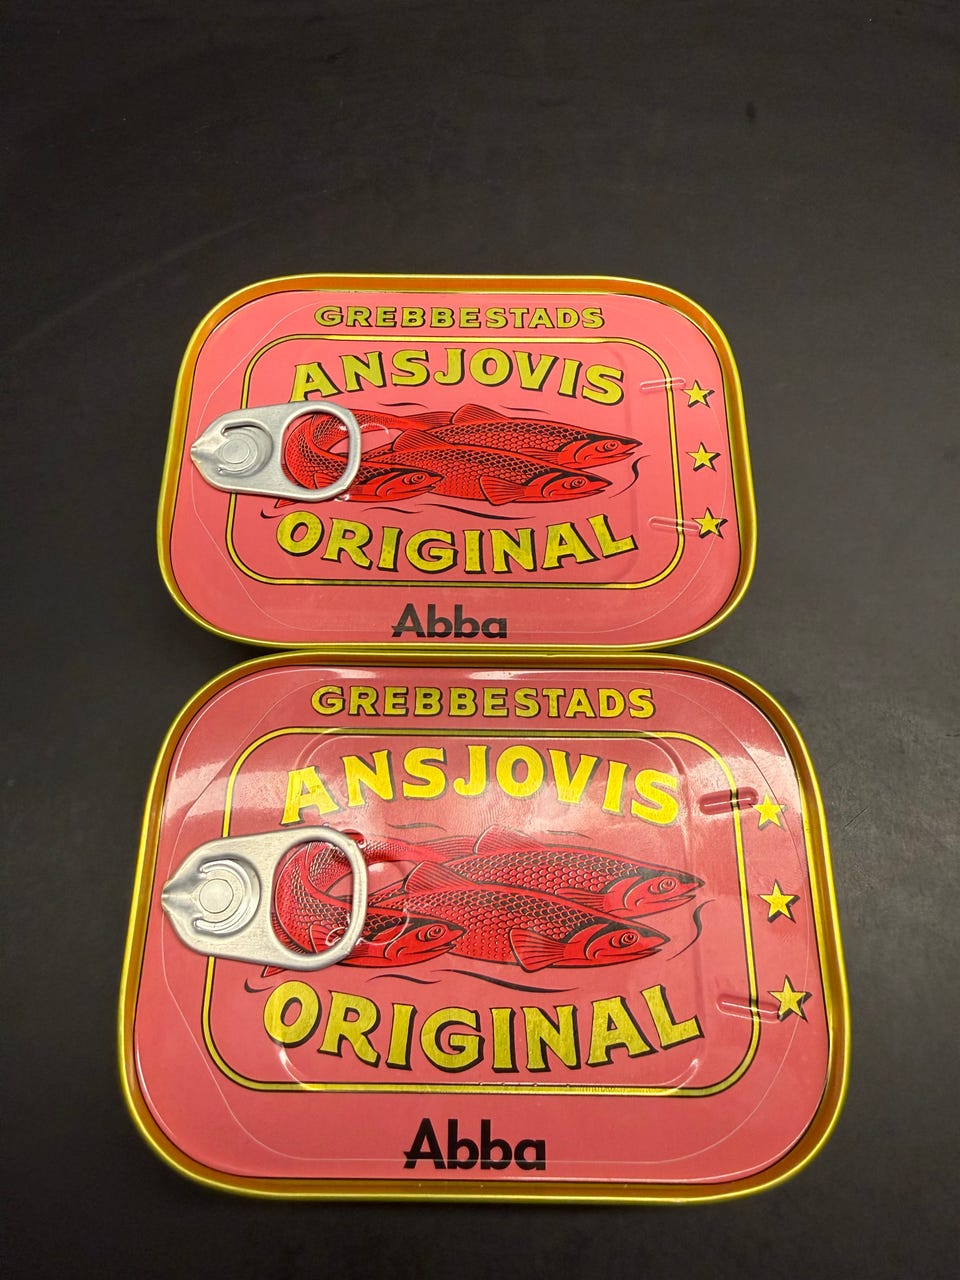 GREBBESTADS
ANSJOVIS
ORIGINAL
Abba
GREBBESTADS
ANSJOVIS
ORIGINAL
Abba